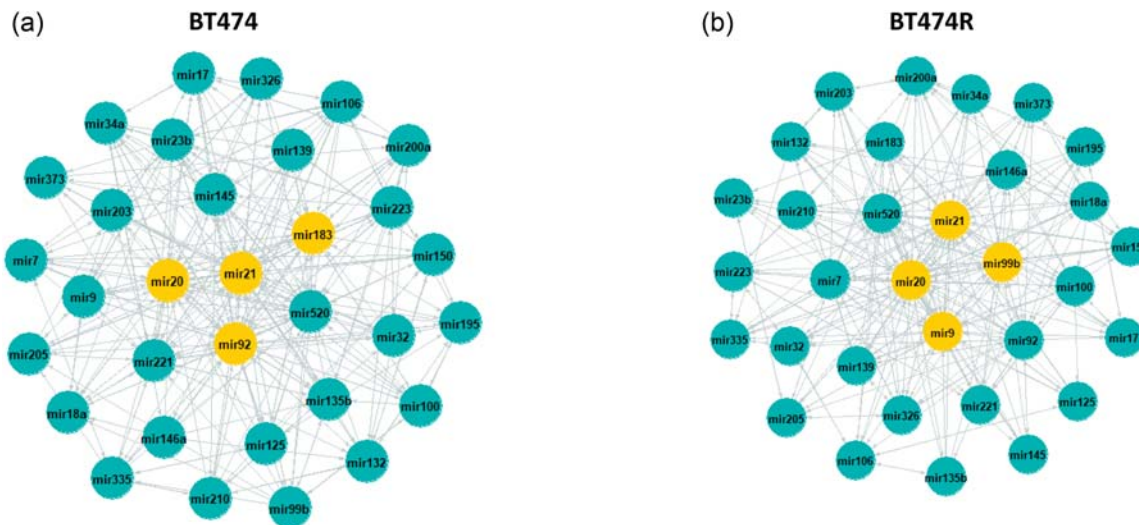 (a)
BT474
mir17
mir326
mir106
mir34a
mir23b
mir139
mir200a
mir373
mir145
mir203
mir223
mir183
mir7
mir150
mir21
mir20
mir9
mir520
mir195
mir32
mir92
mir205
mir221
mir135b
mir100
mir18a
mir146a
mir125
mir132
mir335
mir210
mir99b
(b)
BT474R
mir200a
mir203
mir34a
mir373
mir132
mir183
mir195
mir146a
mir23b
mir210
mir520
mir18a
mir21
mir99b
mir223
mir7
mir20
mir100
mir9
mir335
mir32
mir92
mir17
mir139
mir125
mir205
mir326
mir221
mir106
mir145
mir135b